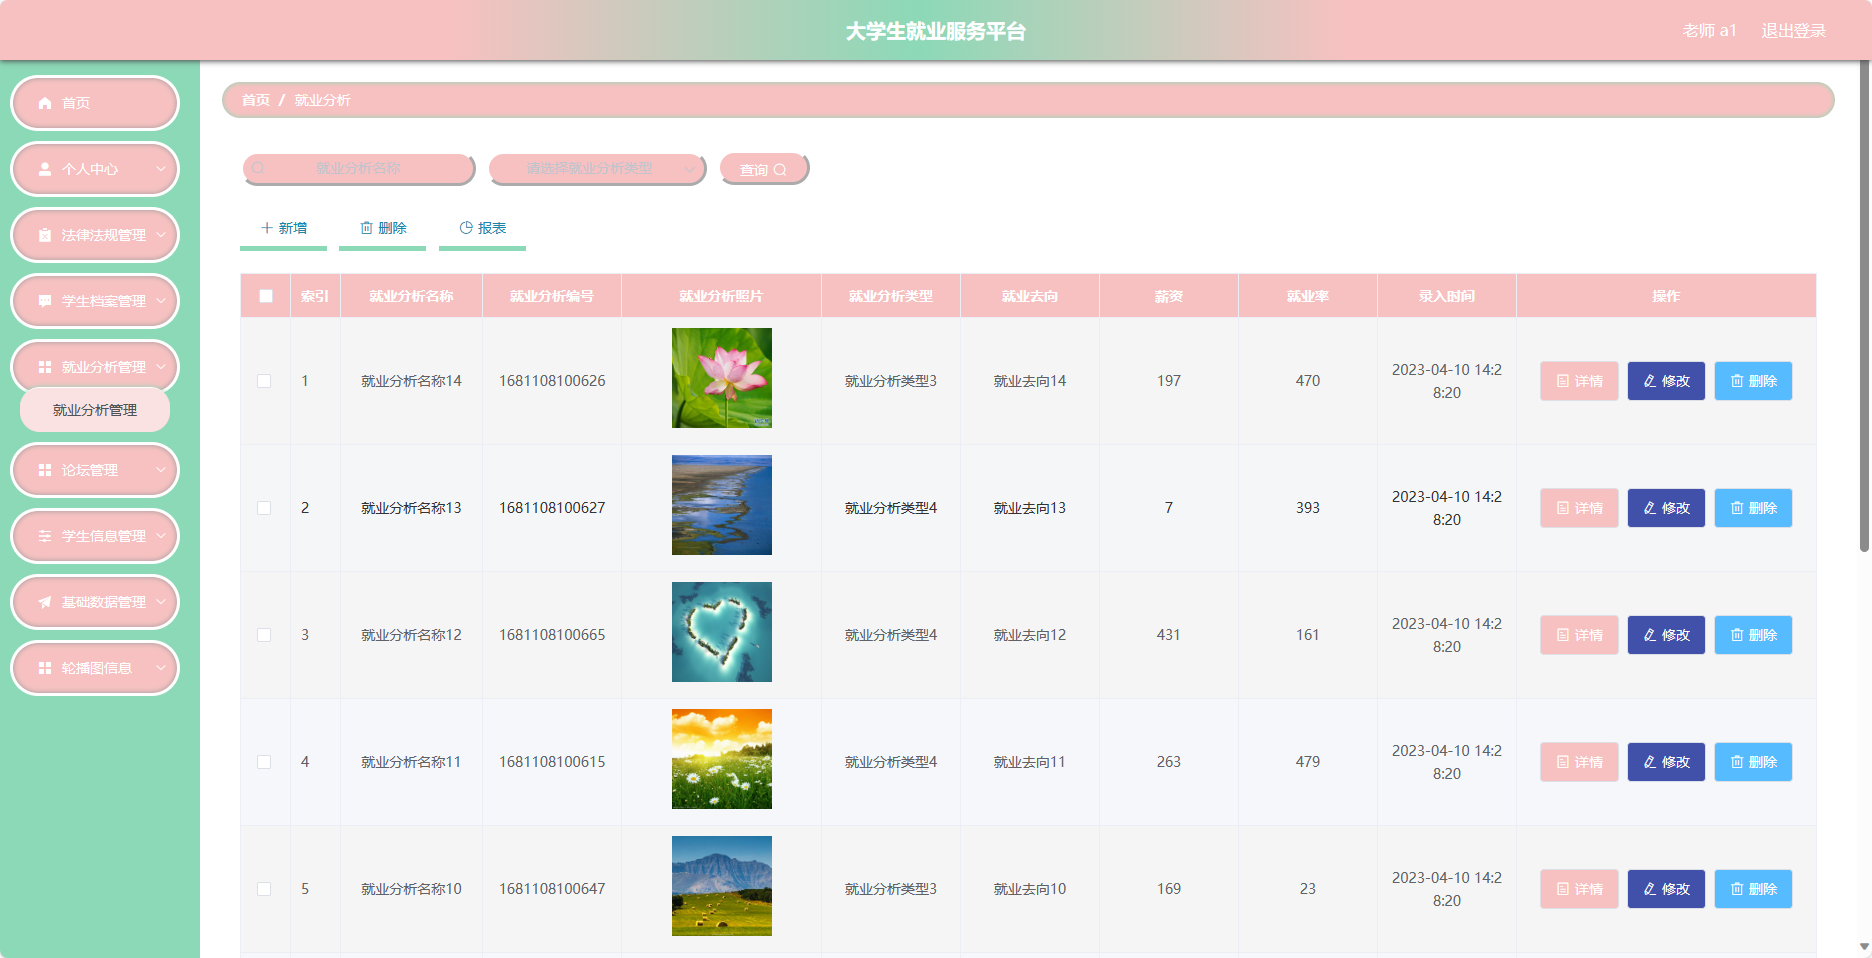 大学生就业服务平台
老师 a1 退出登录
首页
个人中心
法律法规管理
学生档案管理
就业分析管理
就业分析管理
论坛管理
学生信息管理
基础数据管理
轮播图信息
首页 / 就业分析
就业分析名称 请选择就业分析类型 查询
新增 删除 报表
索引 就业分析名称 就业分析编号 就业分析照片 就业分析类型 就业去向 薪资 就业率 录入时间 操作
1 就业分析名称14 1681108100626 就业分析类型3 就业去向14 197 470 2023-04-10 14:2
8:20
详情 修改 删除
2 就业分析名称13 1681108100627 就业分析类型4 就业去向13 7 393 2023-04-10 14:2
8:20
详情 修改 删除
3 就业分析名称12 1681108100665 就业分析类型4 就业去向12 431 161 2023-04-10 14:2
8:20
详情 修改 删除
4 就业分析名称11 1681108100615 就业分析类型4 就业去向11 263 479 2023-04-10 14:2
8:20
详情 修改 删除
5 就业分析名称10 1681108100647 就业分析类型3 就业去向10 169 23 2023-04-10 14:2
8:20
详情 修改 删除